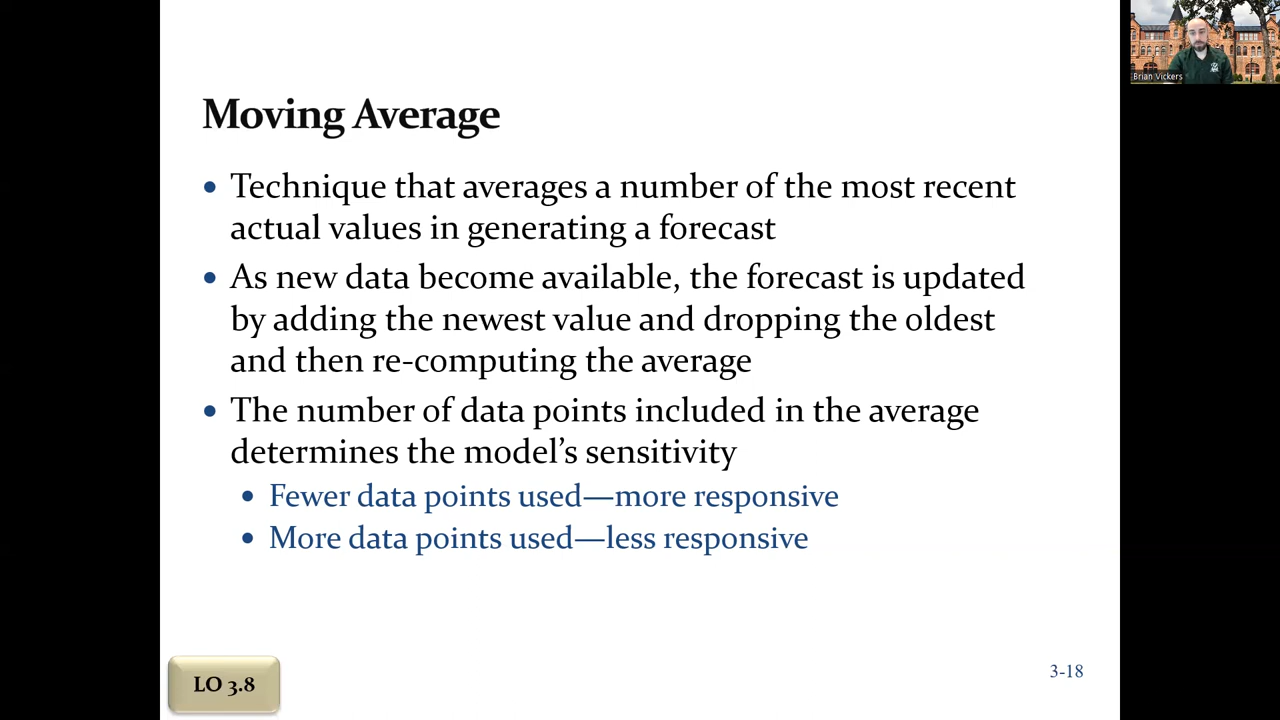 Moving Average
• Technique that averages a number of the most recent
actual values in generating a forecast
• As new data become available, the forecast is updated
by adding the newest value and dropping the oldest
and then re-computing the average
• The number of data points included in the average
determines the model’s sensitivity
• Fewer data points used—more responsive
• More data points used—less responsive
LO 3.8
3-18
Brian Vickers